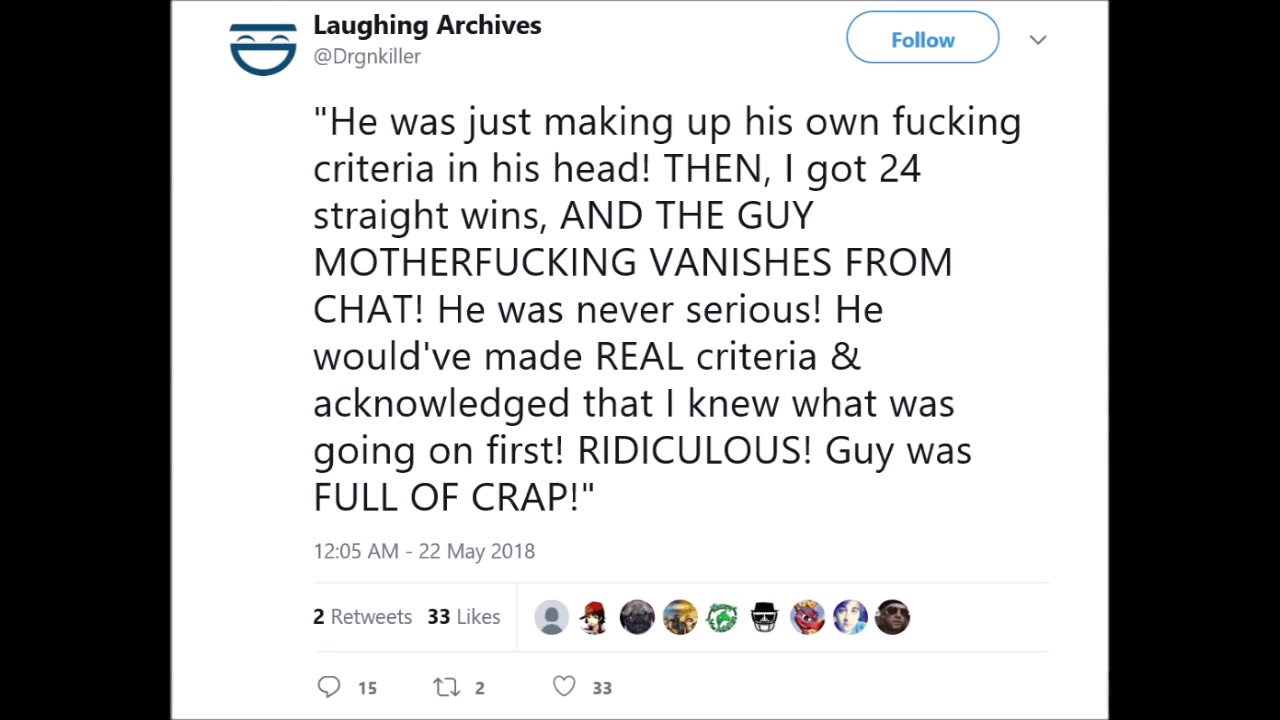 Laughing Archives
@Drgnkiller
Follow
"He was just making up his own fucking
criteria in his head! THEN, I got 24
straight wins, AND THE GUY
MOTHERFUCKING VANISHES FROM
CHAT! He was never serious! He
would've made REAL criteria &
acknowledged that I knew what was
going on first! RIDICULOUS! Guy was
FULL OF CRAP!"
12:05 AM - 22 May 2018
2 Retweets 33 Likes
15 2 33